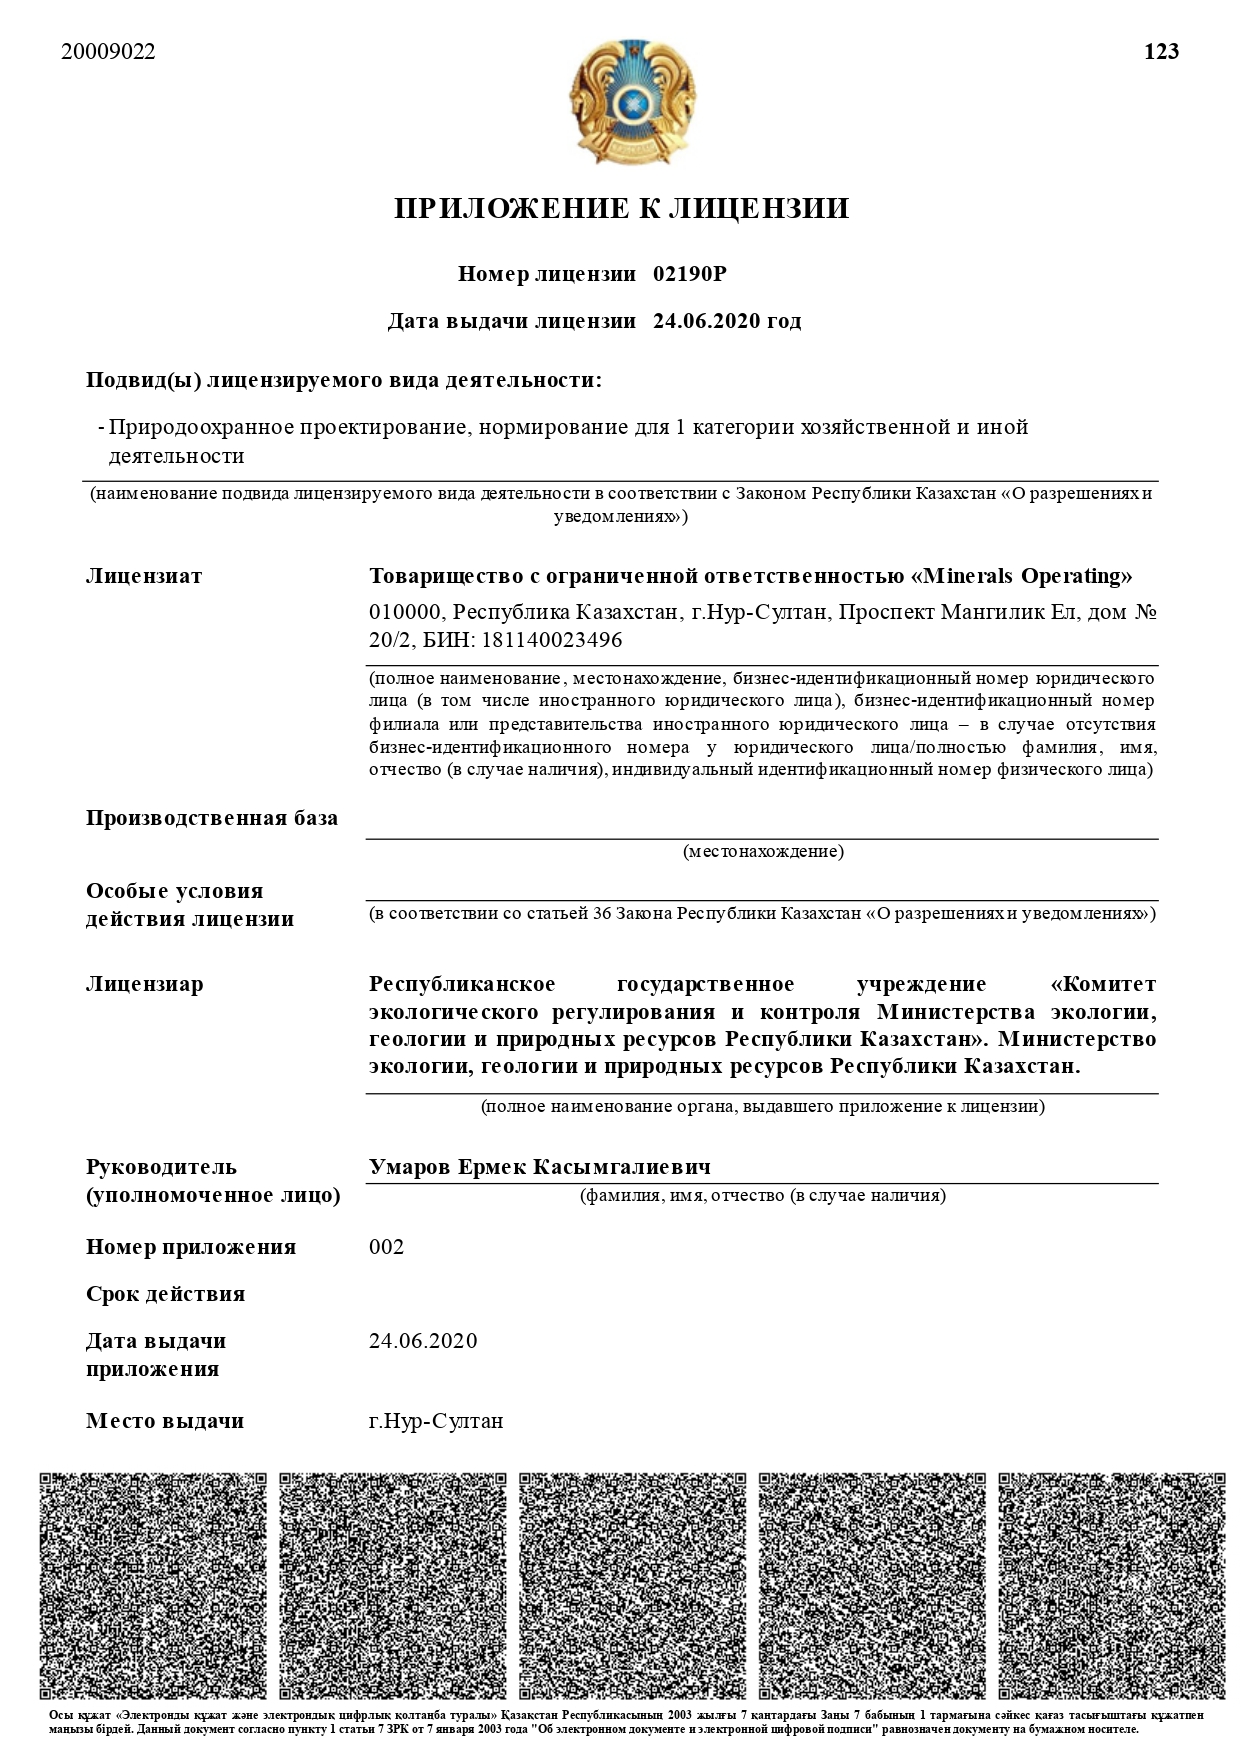 20009022
123
ПРИЛОЖЕНИЕ К ЛИЦЕНЗИИ
Номер лицензии 02190Р
Дата выдачи лицензии 24.06.2020 год
Подвид(ы) лицензируемого вида деятельности:
- Природоохранное проектирование, нормирование для 1 категории хозяйственной и иной
деятельности
(наименование подвида лицензируемого вида деятельности в соответствии с Законом Республики Казахстан «О разрешениях и
уведомлениях»)
Лицензиат
Товарищество с ограниченной ответственностью «Minerals Operating»
010000, Республика Казахстан, г.Нур-Султан, Проспект Мангилик Ел, дом №
20/2, БИН: 181140023496
(полное наименование, местонахождение, бизнес-идентификационный номер юридического
лица (в том числе иностранного юридического лица), бизнес-идентификационный номер
филиала или представительства иностранного юридического лица – в случае отсутствия
бизнес-идентификационного номера у юридического лица/полностью фамилия, имя,
отчество (в случае наличия), индивидуальный идентификационный номер физического лица)
Производственная база
(местонахождение)
Особые условия
действия лицензии
(в соответствии со статьей 36 Закона Республики Казахстан «О разрешениях и уведомлениях»)
Лицензиар
Республиканское государственное учреждение «Комитет
экологического регулирования и контроля Министерства экологии,
геологии и природных ресурсов Республики Казахстан». Министерство
экологии, геологии и природных ресурсов Республики Казахстан.
(полное наименование органа, выдавшего приложение к лицензии)
Руководитель
(уполномоченное лицо)
Умаров Ермек Касымгалиевич
(фамилия, имя, отчество (в случае наличия)
Номер приложения 002
Срок действия
Дата выдачи
приложения
24.06.2020
Место выдачи г.Нур-Султан
Осы құжат «Электронды құжат және электрондық цифрлық қолтаңба туралы» Қазақстан Республикасының 2003 жылғы 7 қаңтардағы Заңы 7 бабының 1 тармағына сәйкес қағаз тасығыштағы құжатпен
маңызы бірдей. Данный документ согласно пункту 1 статьи 7 ЗРК от 7 января 2003 года "Об электронном документе и электронной цифровой подписи" равнозначен документу на бумажном носителе.